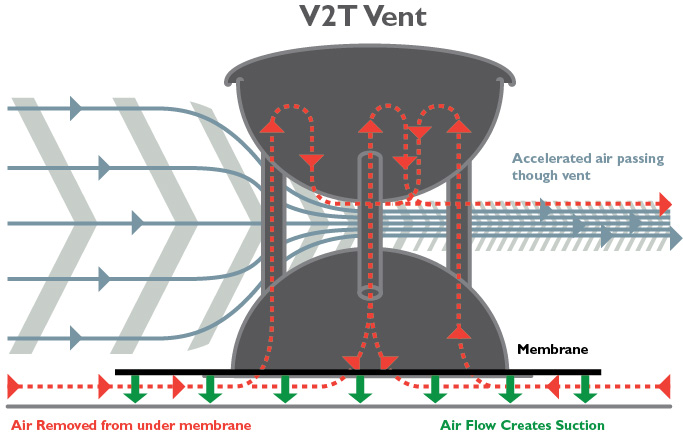 V2T Vent
Accelerated air passing
though vent
Membrane
Air Removed from under membrane
Air Flow Creates Suction